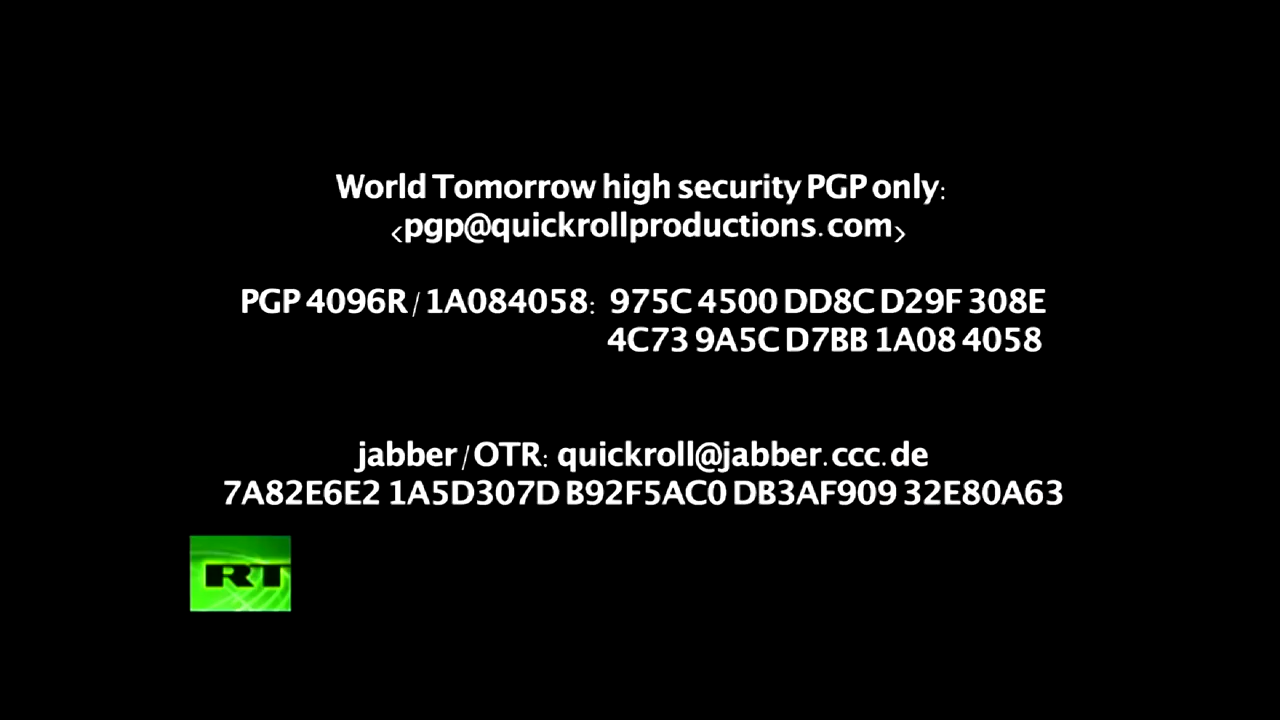 World Tomorrow high security PGP only:
<pgp@quickrollproductions.com>
PGP 4096R/1A084058: 975C 4500 DD8C D29F 308E
4C73 9A5C D7BB 1A08 4058
jabber/OTR: quickroll@jabber.ccc.de
7A82E6E2 1A5D307D B92F5AC0 DB3AF909 32E80A63
RT